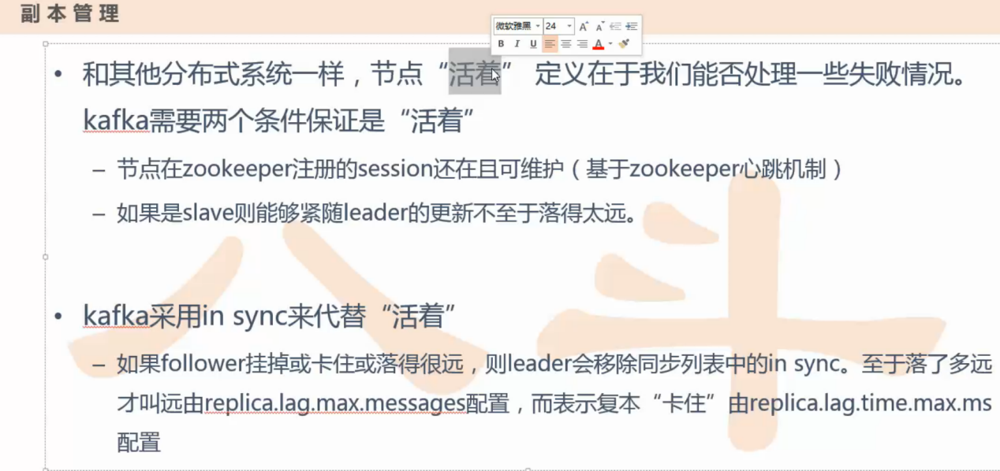 副本管理
微软雅黑 24
B I U A
• 和其他分布式系统一样，节点“活着” 定义在于我们能否处理一些失败情况。
kafka需要两个条件保证是“活着”
– 节点在zookeeper注册的session还在且可维护（基于zookeeper心跳机制）
– 如果是slave则能够紧随leader的更新不至于落得太远。
• kafka采用in sync来代替“活着”
– 如果follower挂掉或卡住或落得很远，则leader会移除同步列表中的in sync。至于落了多远
才叫远由replica.lag.max.messages配置，而表示复本“卡住”由replica.lag.time.max.ms
配置
八斗